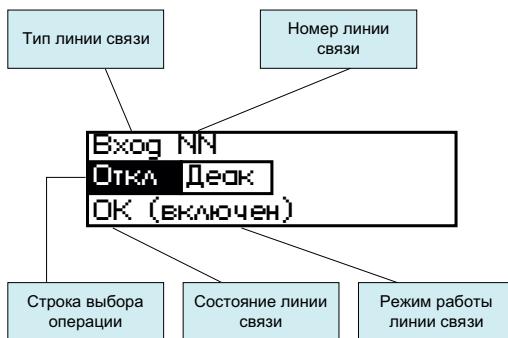 Тип линии связи
Номер линии
связи
Вход NN
Откл Деак
ОК (включен)
Строка выбора
операции
Состояние линии
связи
Режим работы
линии связи